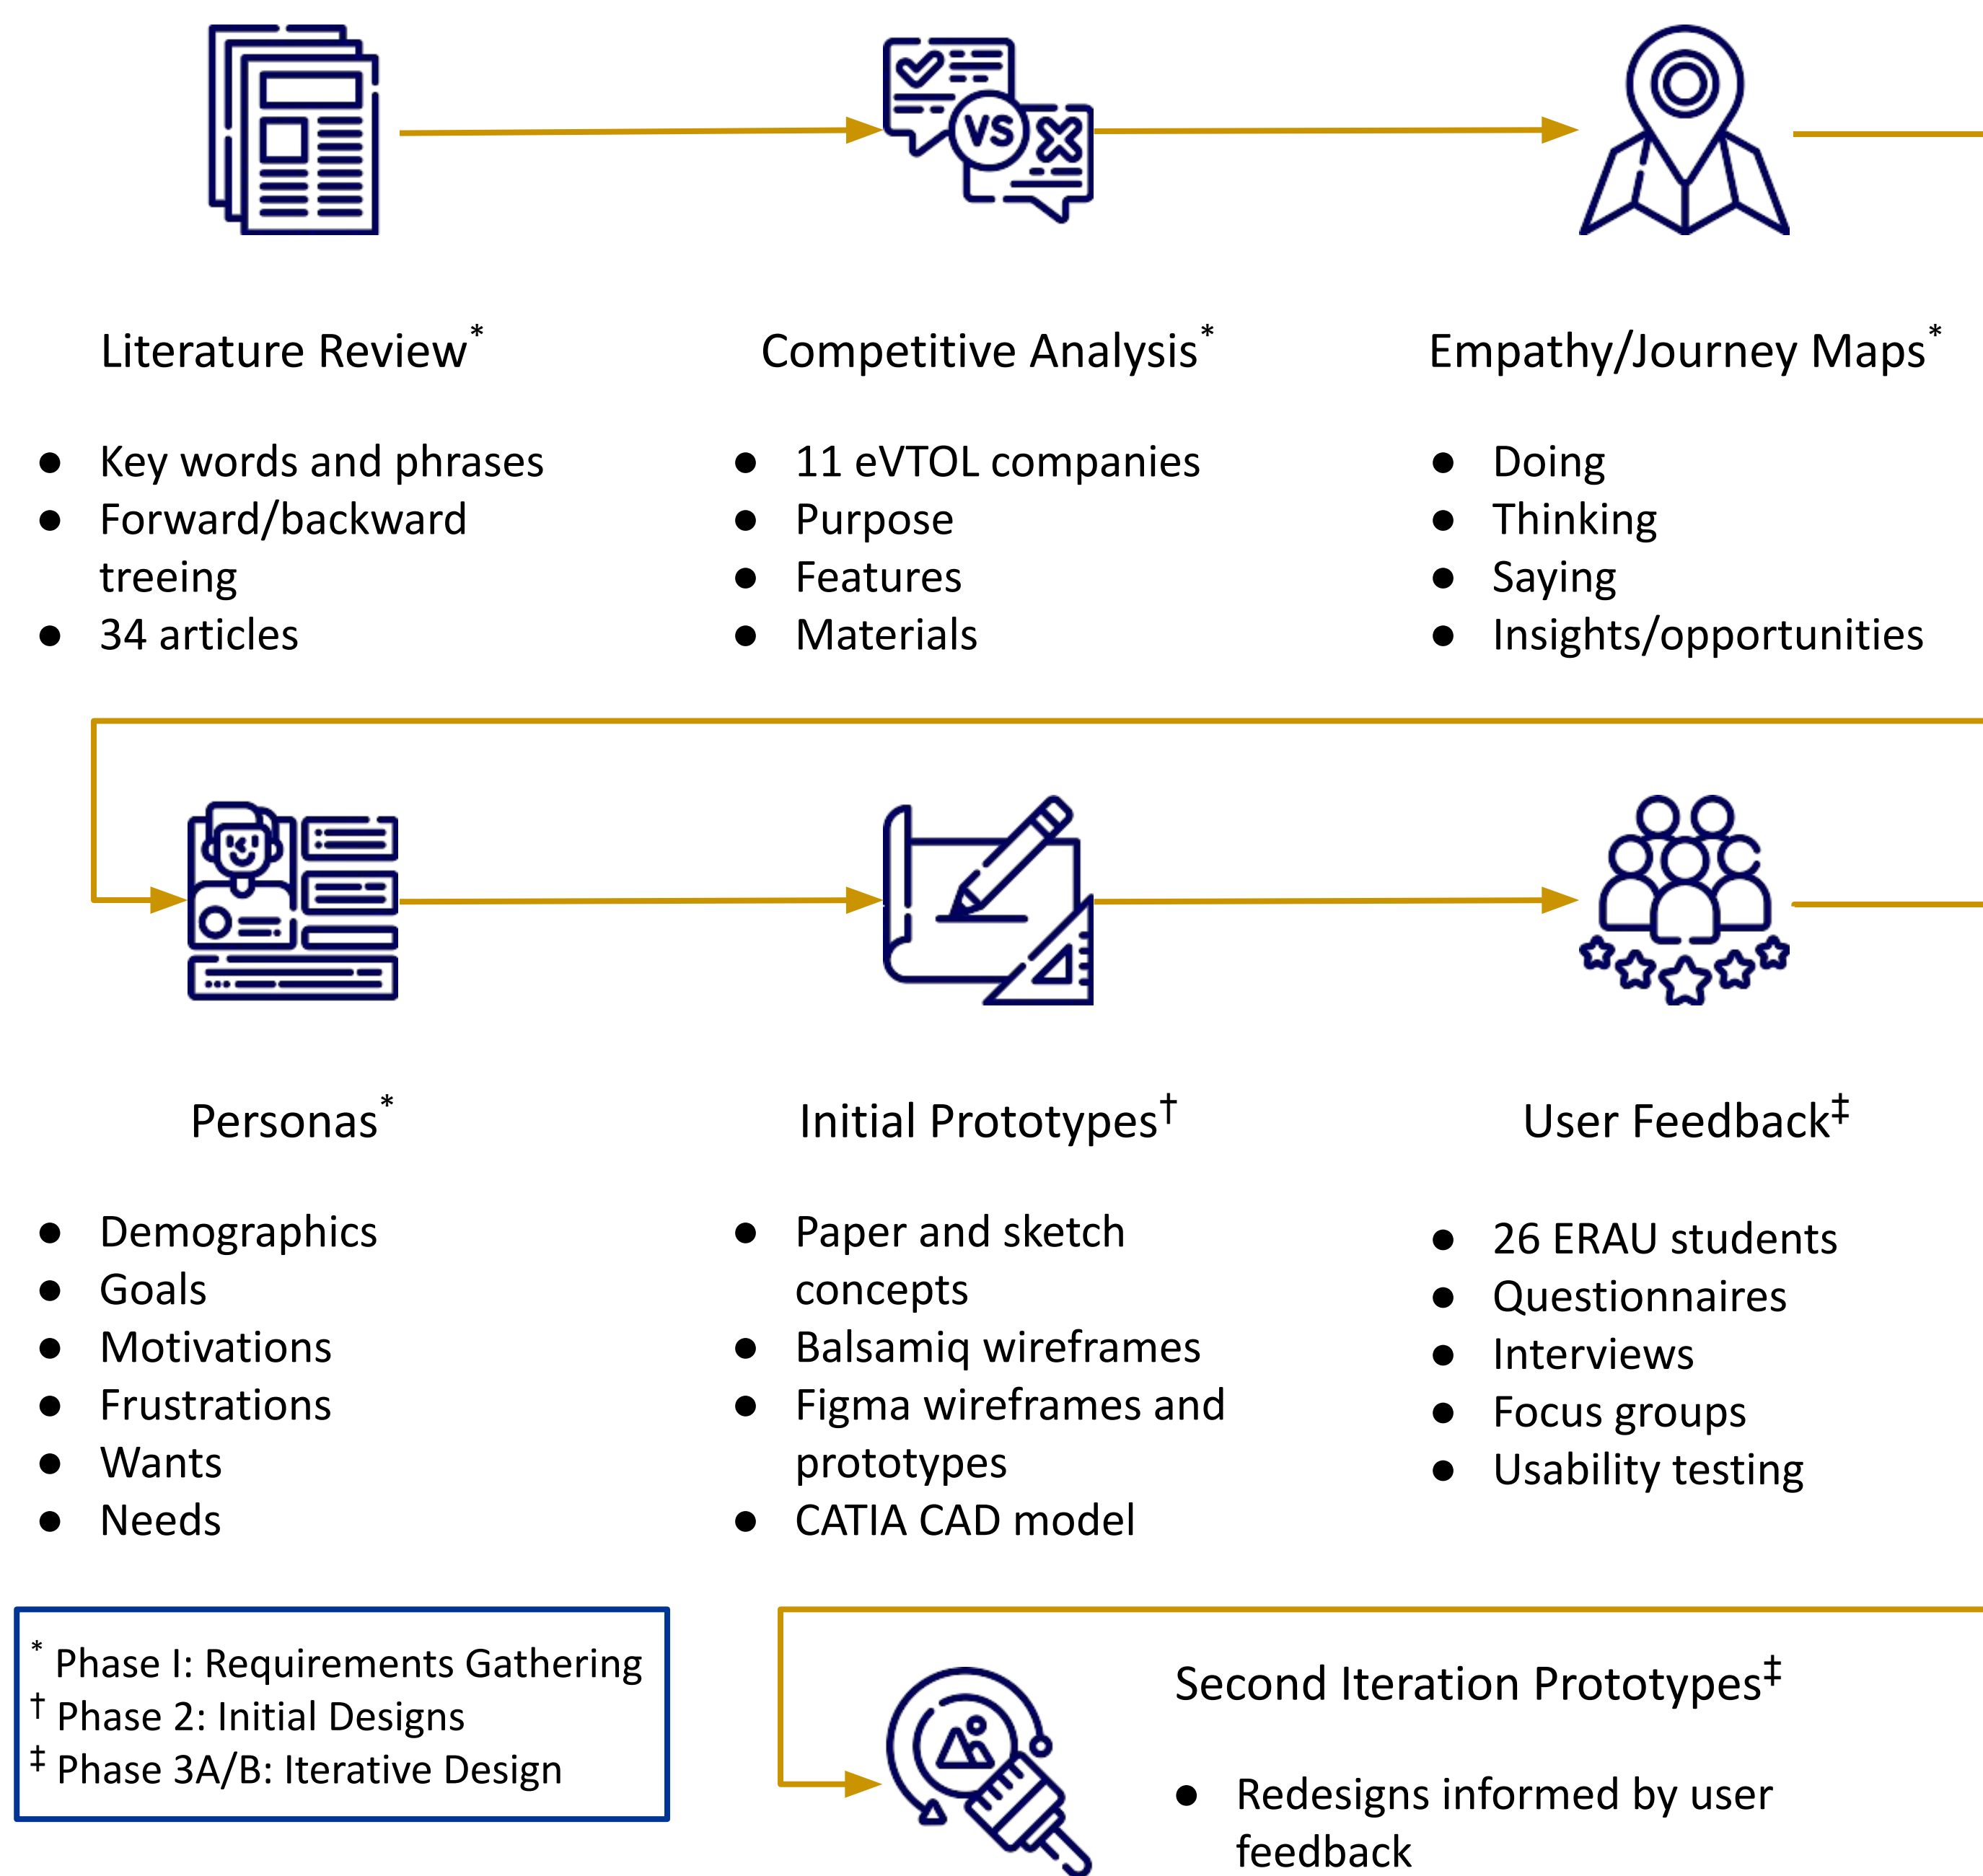 VS
Literature Review*
● Key words and phrases
● Forward/backward
treeing
● 34 articles
Competitive Analysis*
● 11 eVTOL companies
● Purpose
● Features
● Materials
Empathy/Journey Maps*
● Doing
● Thinking
● Saying
● Insights/opportunities
Personas*
● Demographics
● Goals
● Motivations
● Frustrations
● Wants
● Needs
Initial Prototypes†
● Paper and sketch
concepts
● Balsamiq wireframes
● Figma wireframes and
prototypes
● CATIA CAD model
User Feedback‡
● 26 ERAU students
● Questionnaires
● Interviews
● Focus groups
● Usability testing
* Phase I: Requirements Gathering
† Phase 2: Initial Designs
‡ Phase 3A/B: Iterative Design
Second Iteration Prototypes‡
● Redesigns informed by user
feedback